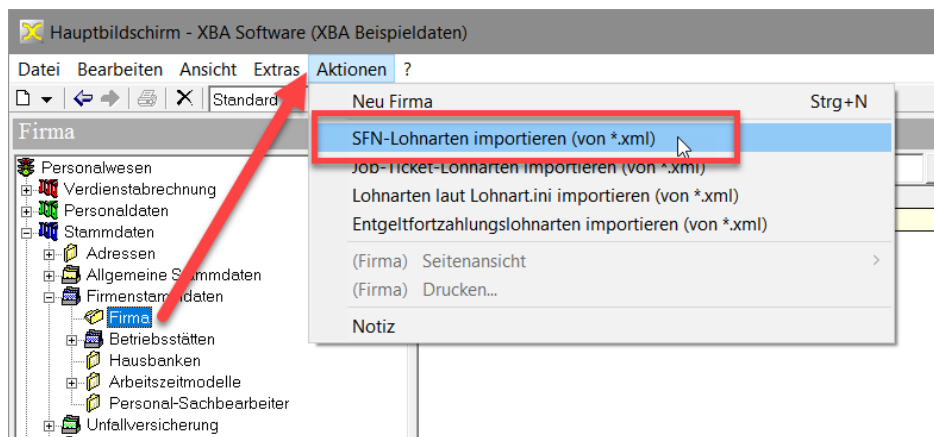 Hauptbildschirm - XBA Software (XBA Beispieldaten)
Datei Bearbeiten Ansicht Extras Aktionen ?
Standard
Neu Firma Strg+N
SFN-Lohnarten importieren (von *.xml)
Job-Ticket-Lohnarten importieren (von *.xml)
Lohnarten laut Lohnart.ini importieren (von *.xml)
Entgeltfortzahlungslohnarten importieren (von *.xml)
(Firma) Seitenansicht
(Firma) Drucken...
Notiz
Firma
Personalwesen
Verdienstabrechnung
Personaldaten
Stammdaten
Adressen
Allgemeine Stammdaten
Firmenstammdaten
Firma
Betriebsstätten
Hausbanken
Arbeitszeitmodelle
Personal-Sachbearbeiter
Unfallversicherung